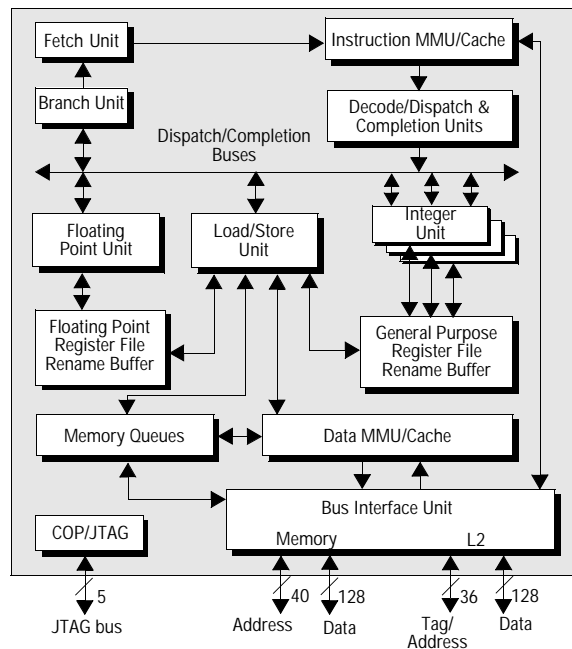 Fetch Unit
Instruction MMU/Cache
Branch Unit
Decode/Dispatch &
Completion Units
Dispatch/Completion
Buses
Floating
Point Unit
Load/Store
Unit
Integer
Unit
Floating Point
Register File
Rename Buffer
General Purpose
Register File
Rename Buffer
Memory Queues
Data MMU/Cache
Bus Interface Unit
Memory
L2
COP/JTAG
5
40
128
36
128
JTAG bus
Address
Data
Tag/
Address
Data